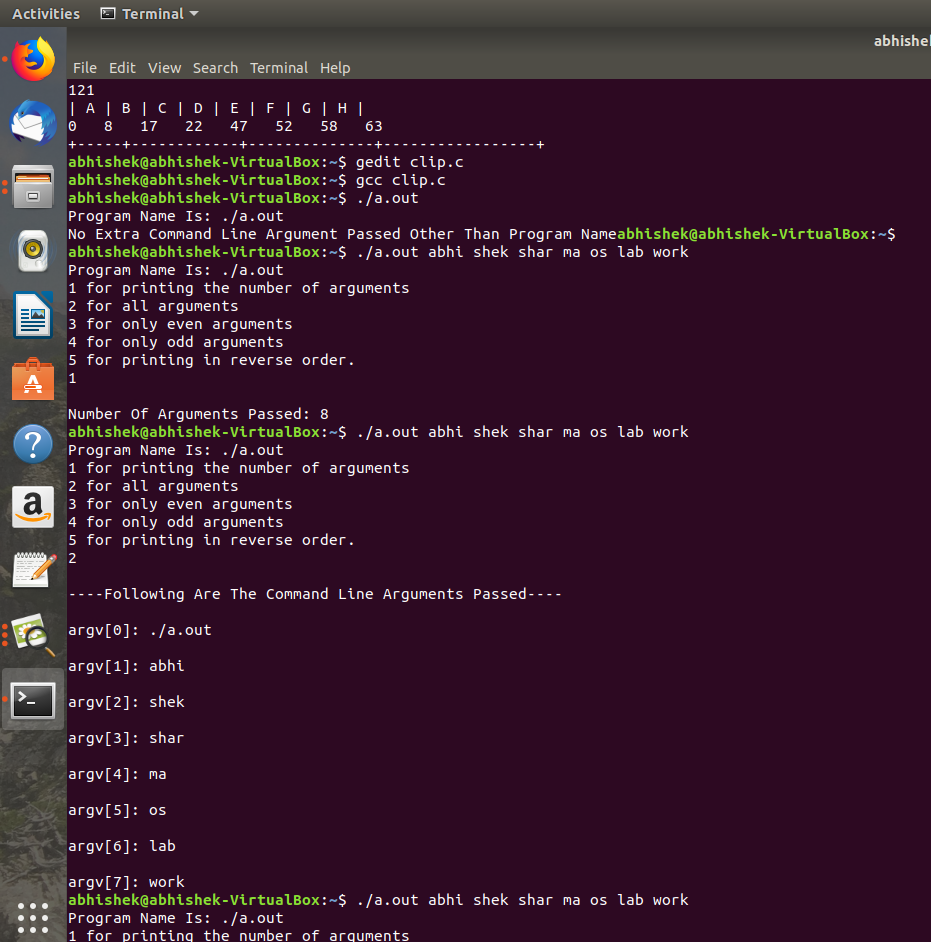 Activities Terminal
abhishe
File Edit View Search Terminal Help
121
| A | B | C | D | E | F | G | H |
0   8   17   22   47   52   58   63
+-----+------------+--------------+-----------------+
abhishek@abhishek-VirtualBox:~$ gedit clip.c
abhishek@abhishek-VirtualBox:~$ gcc clip.c
abhishek@abhishek-VirtualBox:~$ ./a.out
Program Name Is: ./a.out
No Extra Command Line Argument Passed Other Than Program Nameabhishek@abhishek-VirtualBox:~$
abhishek@abhishek-VirtualBox:~$ ./a.out abhi shek shar ma os lab work
Program Name Is: ./a.out
1 for printing the number of arguments
2 for all arguments
3 for only even arguments
4 for only odd arguments
5 for printing in reverse order.
1
Number Of Arguments Passed: 8
abhishek@abhishek-VirtualBox:~$ ./a.out abhi shek shar ma os lab work
Program Name Is: ./a.out
1 for printing the number of arguments
2 for all arguments
3 for only even arguments
4 for only odd arguments
5 for printing in reverse order.
2
----Following Are The Command Line Arguments Passed----
argv[0]: ./a.out
argv[1]: abhi
argv[2]: shek
argv[3]: shar
argv[4]: ma
argv[5]: os
argv[6]: lab
argv[7]: work
abhishek@abhishek-VirtualBox:~$ ./a.out abhi shek shar ma os lab work
Program Name Is: ./a.out
1 for printing the number of arguments